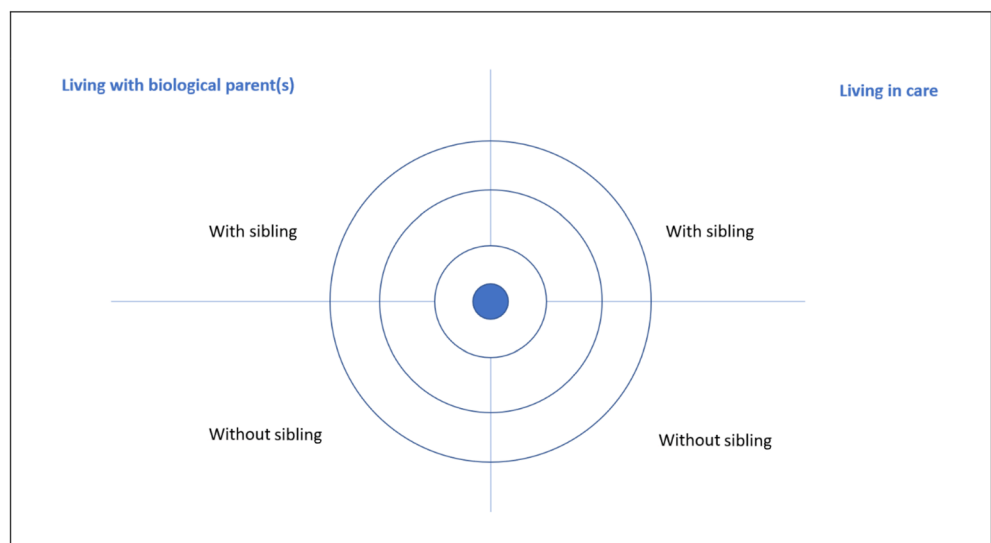 Living with biological parent(s)
Living in care
With sibling
With sibling
Without sibling
Without sibling